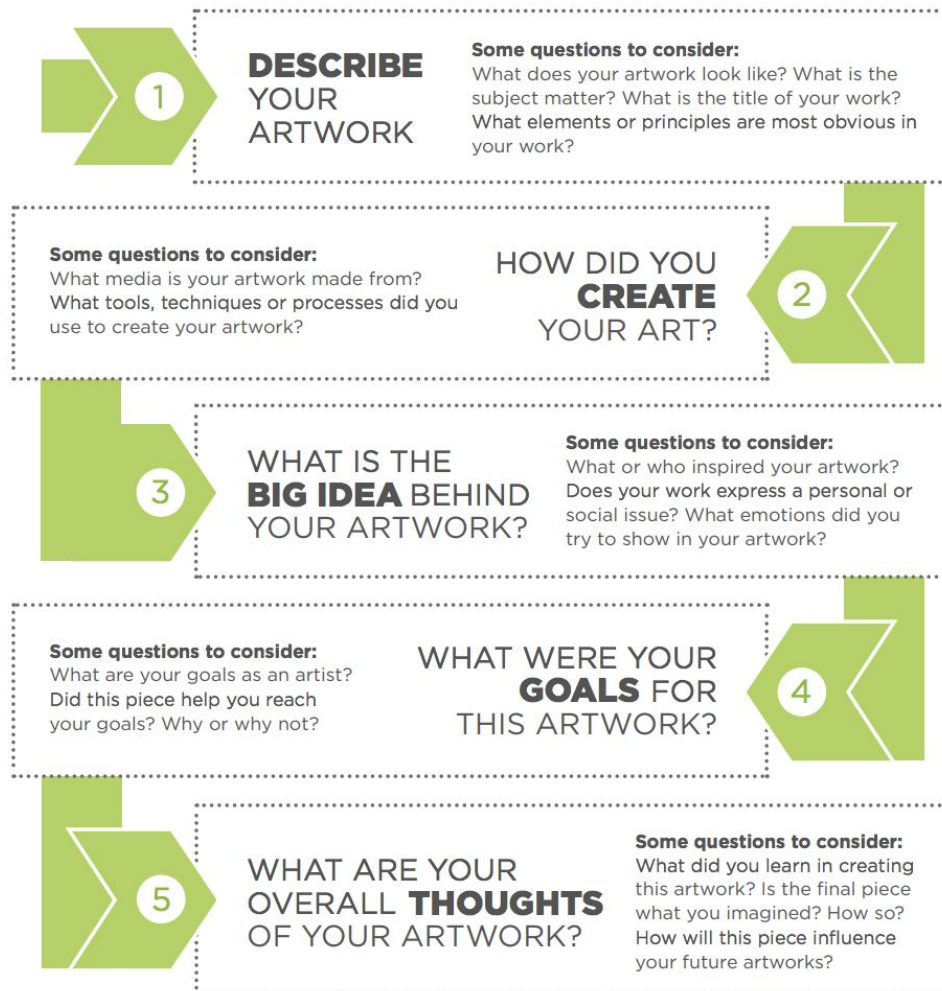 1
DESCRIBE
YOUR
ARTWORK
Some questions to consider:
What does your artwork look like? What is the
subject matter? What is the title of your work?
What elements or principles are most obvious in
your work?
Some questions to consider:
What media is your artwork made from?
What tools, techniques or processes did you
use to create your artwork?
HOW DID YOU
CREATE
YOUR ART?
2
3
WHAT IS THE
BIG IDEA BEHIND
YOUR ARTWORK?
Some questions to consider:
What or who inspired your artwork?
Does your work express a personal or
social issue? What emotions did you
try to show in your artwork?
Some questions to consider:
What are your goals as an artist?
Did this piece help you reach
your goals? Why or why not?
WHAT WERE YOUR
GOALS FOR
THIS ARTWORK?
4
5
WHAT ARE YOUR
OVERALL THOUGHTS
OF YOUR ARTWORK?
Some questions to consider:
What did you learn in creating
this artwork? Is the final piece
what you imagined? How so?
How will this piece influence
your future artworks?